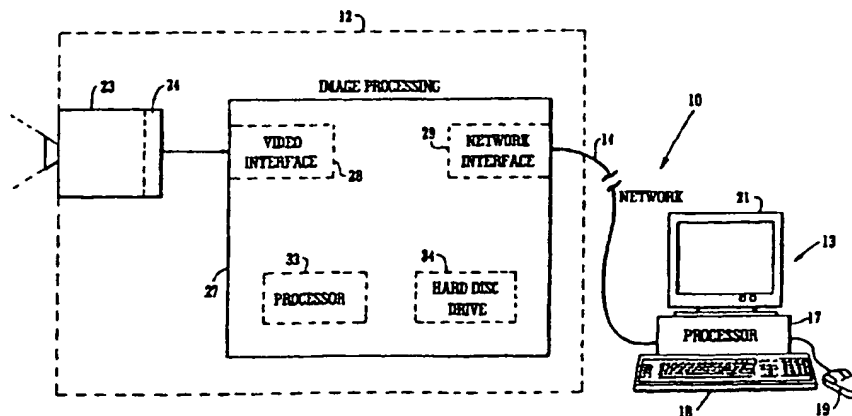 12
23
24
IMAGE PROCESSING
VIDEO
INTERFACE
28
29
NETWORK
INTERFACE
14
10
NETWORK
21
13
27
33
PROCESSOR
34
HARD DISC
DRIVE
PROCESSOR
17
18
19